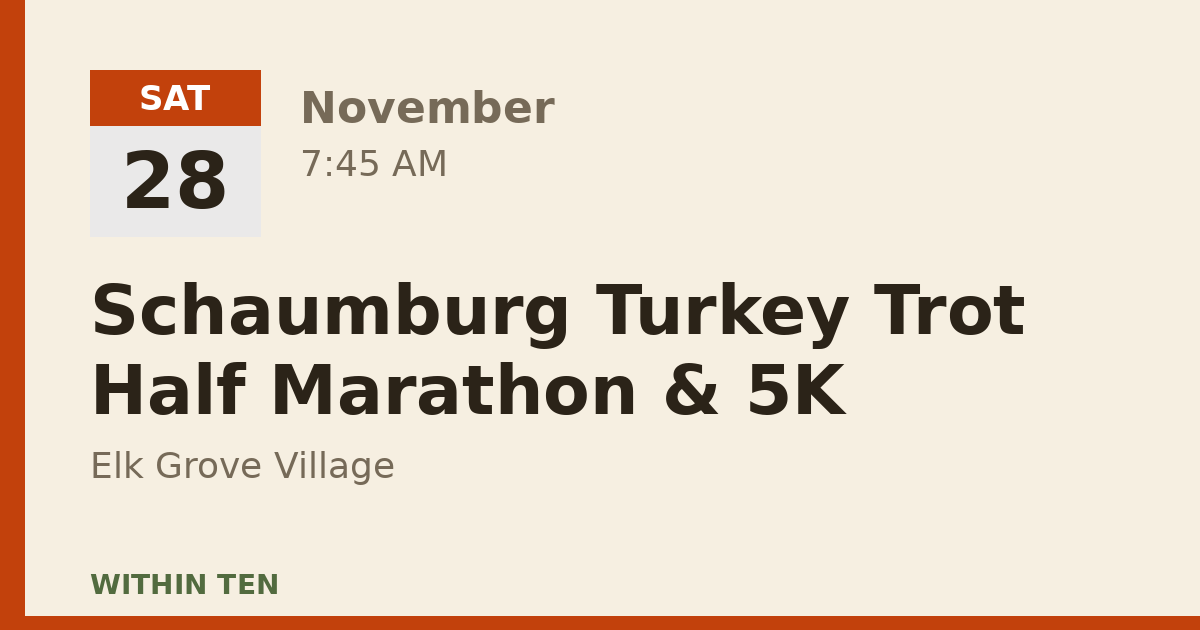 SAT
28
November
7:45 AM
Schaumburg Turkey Trot
Half Marathon & 5K
Elk Grove Village
WITHIN TEN